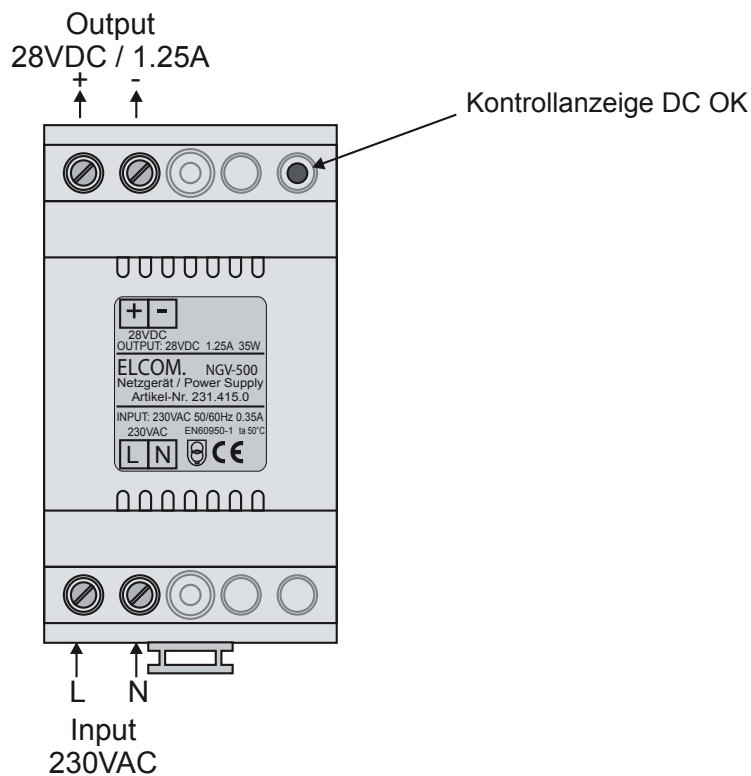 Output
28VDC / 1.25A
+ -
Kontrollanzeige DC OK
+ -
28VDC
OUTPUT: 28VDC 1.25A 35W
ELCOM. NGV-500
Netzgerät / Power Supply
Artikel-Nr. 231.415.0
INPUT: 230VAC 50/60Hz 0.35A
230VAC EN60950-1 ta 50°C
L N CE
L N
Input
230VAC